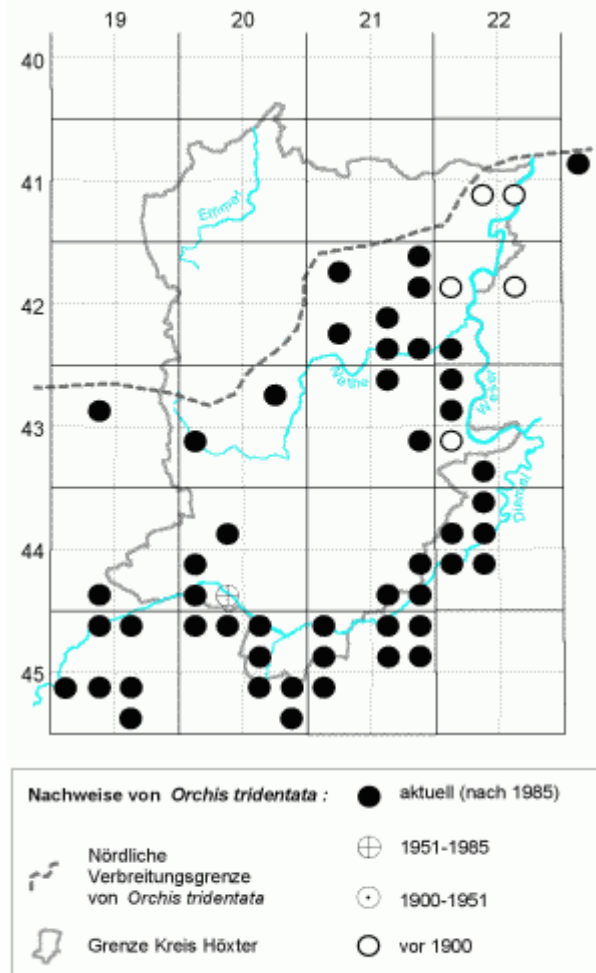 19 20 21 22
40
41
42
43
44
45
Emmer
Nethe
Weser
Diemel
Nachweise von Orchis tridentata :
aktuell (nach 1985)
1951-1985
1900-1951
vor 1900
Nördliche
Verbreitungsgrenze
von Orchis tridentata
Grenze Kreis Höxter